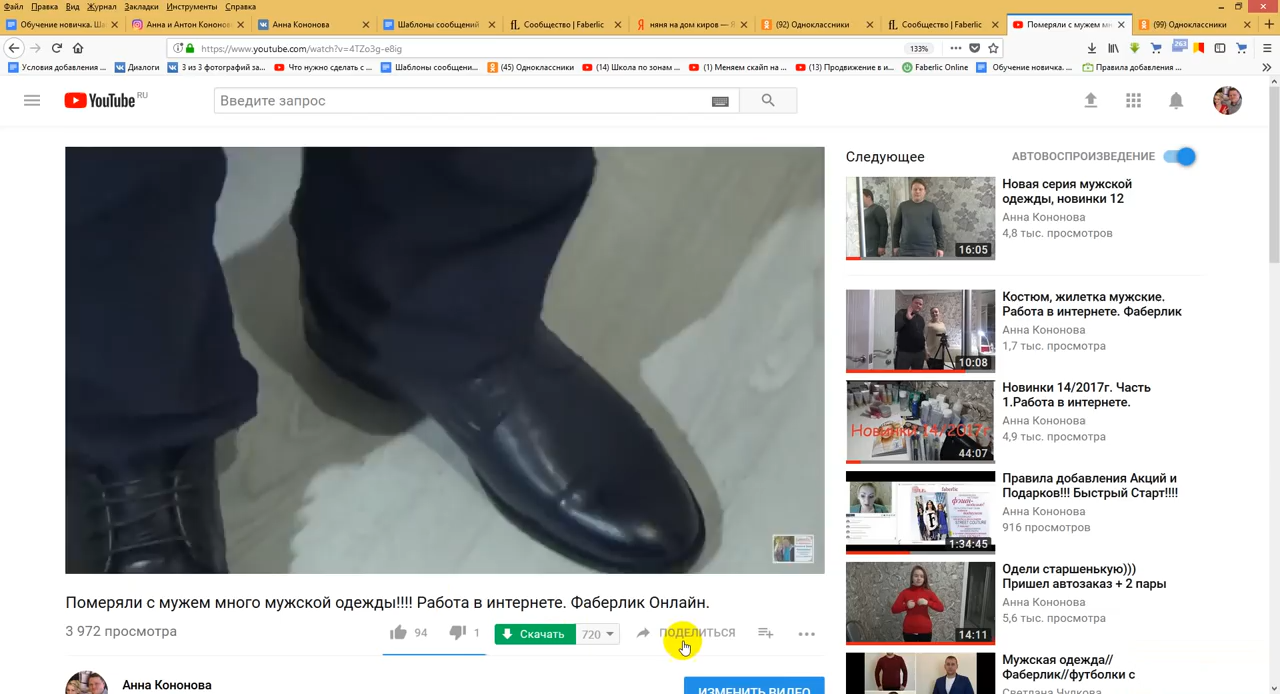 Файл Правка Вид Журнал Закладки Инструменты Справка
Обучение новичка. Ша
Анна и Антон Кононов
Анна Кононова
Шаблоны сообщений
Сообщество | Faberlic
няня на дом киров — Я
(92) Одноклассники
Сообщество | Faberlic
Померяли с мужем мн
(99) Одноклассники
https://www.youtube.com/watch?v=4TZo3g-e8ig
133%
263
Условия добавления ...
Диалоги
3 из 3 фотографий за...
Что нужно сделать с ...
Шаблоны сообщени...
(45) Одноклассники
(14) Школа по зонам ...
(1) Меняем скайп на ...
(13) Продвижение в и...
Faberlic Online
Обучение новичка. ...
Правила добавления ...
YouTube RU
Введите запрос
Следующее
АВТОВОСПРОИЗВЕДЕНИЕ
Новая серия мужской
одежды, новинки 12
Анна Кононова
4,8 тыс. просмотров
16:05
Костюм, жилетка мужские.
Работа в интернете. Фаберлик
Анна Кононова
1,7 тыс. просмотра
10:08
Новинки 14/2017г. Часть
1.Работа в интернете.
Анна Кононова
4,9 тыс. просмотра
Новинки 14/2017г
44:07
Правила добавления Акций и
Подарков!!! Быстрый Старт!!!!
Анна Кононова
916 просмотров
1:34:45
Одели старшенькую)))
Пришел автозаказ + 2 пары
Анна Кононова
5,6 тыс. просмотра
14:11
Мужская одежда//
Фаберлик//футболки с
Светлана Чулкова
Померяли с мужем много мужской одежды!!!! Работа в интернете. Фаберлик Онлайн.
3 972 просмотра
94
1
Скачать
720
ПОДЕЛИТЬСЯ
Анна Кононова
ИЗМЕНИТЬ ВИДЕО